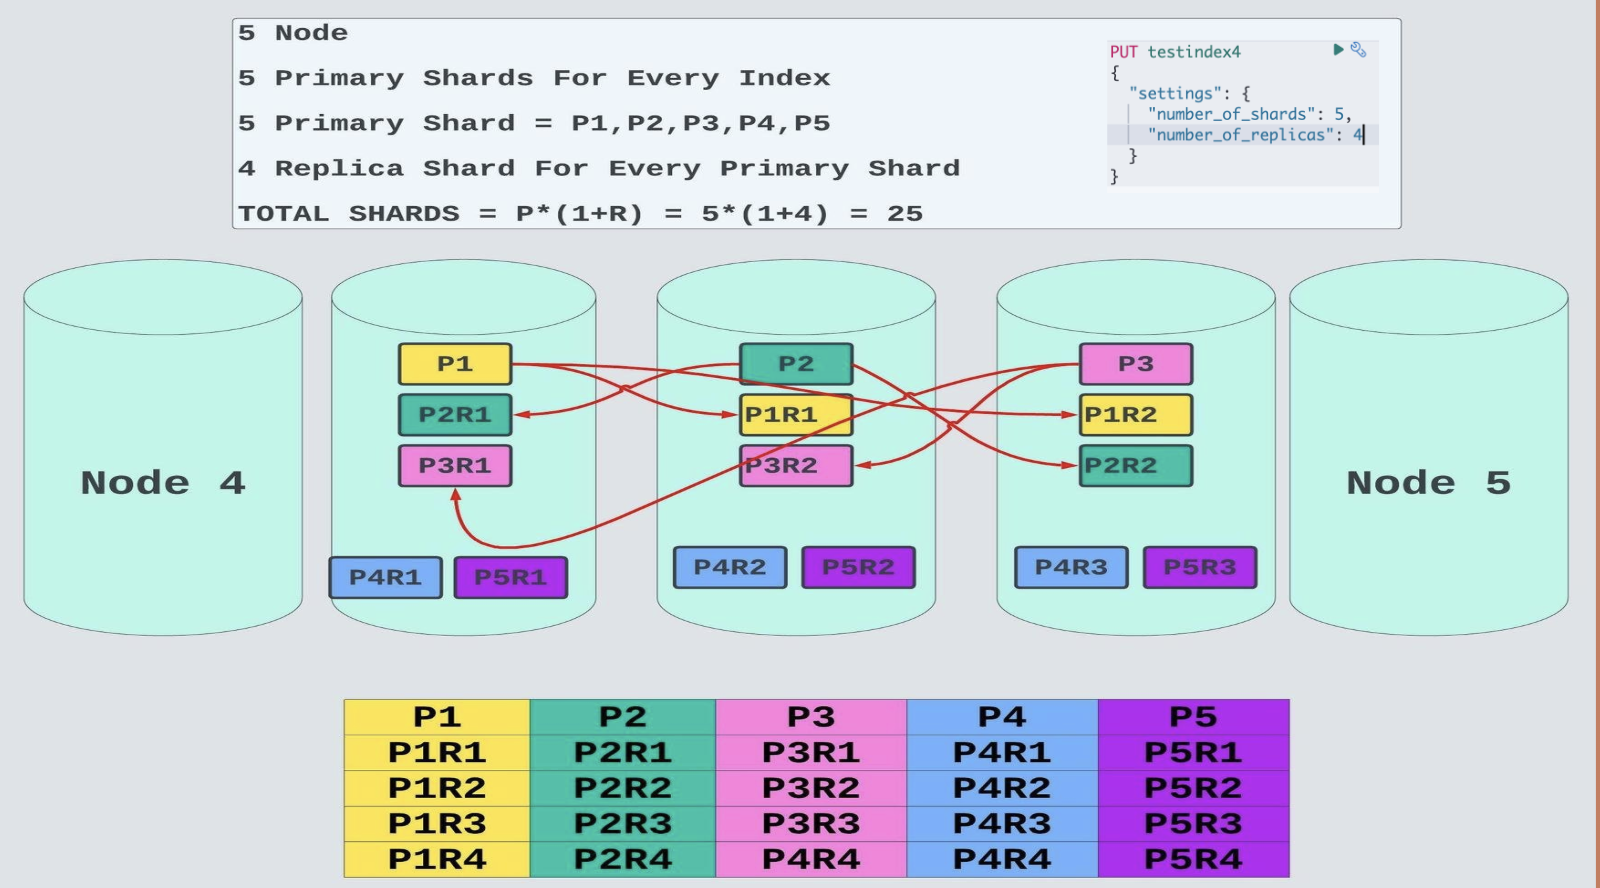 5 Node
5 Primary Shards For Every Index
5 Primary Shard = P1,P2,P3,P4,P5
4 Replica Shard For Every Primary Shard
TOTAL SHARDS = P*(1+R) = 5*(1+4) = 25
PUT testindex4
{
"settings": {
"number_of_shards": 5,
"number_of_replicas": 4
}
}
Node 4
P1
P2R1
P3R1
P4R1 P5R1
P2
P1R1
P3R2
P4R2 P5R2
P3
P1R2
P2R2
P4R3 P5R3
Node 5
P1 P2 P3 P4 P5
P1R1 P2R1 P3R1 P4R1 P5R1
P1R2 P2R2 P3R2 P4R2 P5R2
P1R3 P2R3 P3R3 P4R3 P5R3
P1R4 P2R4 P4R4 P4R4 P5R4